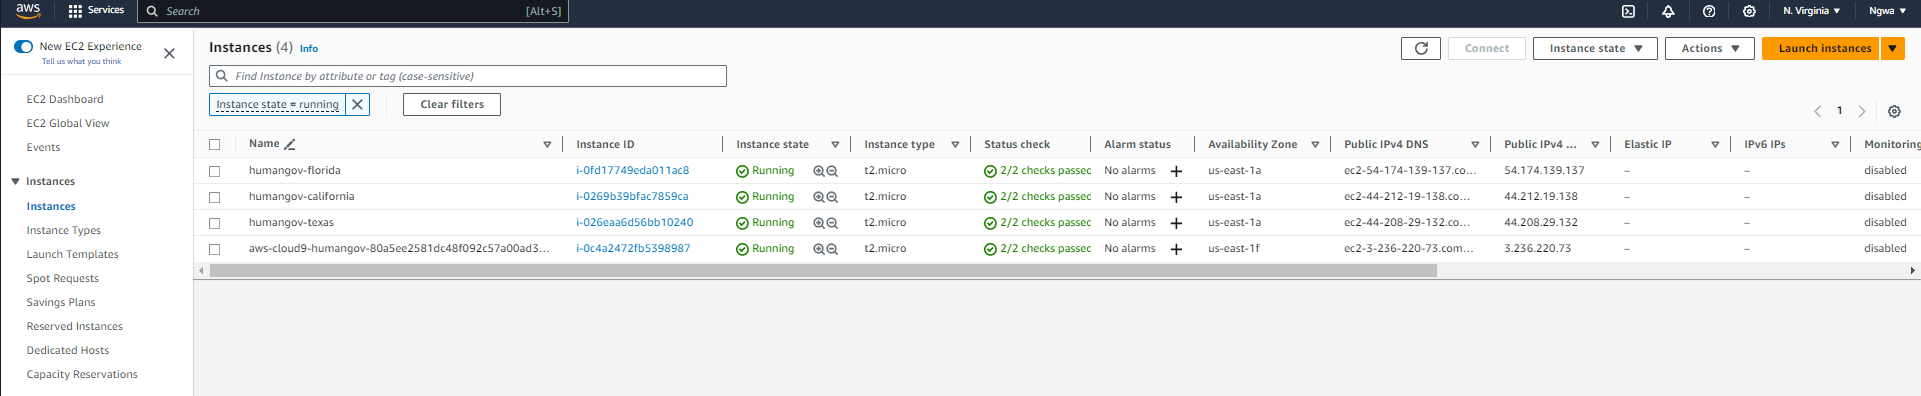 aws
Services
Search
[Alt+S]
N. Virginia
Ngwa
New EC2 Experience
Tell us what you think
EC2 Dashboard
EC2 Global View
Events
Instances
Instances
Instance Types
Launch Templates
Spot Requests
Savings Plans
Reserved Instances
Dedicated Hosts
Capacity Reservations
Instances (4) Info
Connect
Instance state
Actions
Launch instances
Find Instance by attribute or tag (case-sensitive)
Instance state = running
Clear filters
1
Name Instance ID Instance state Instance type Status check Alarm status Availability Zone Public IPv4 DNS Public IPv4 ... Elastic IP IPv6 IPs Monitoring
humangov-florida i-0fd17749eda011ac8 Running t2.micro 2/2 checks passed No alarms us-east-1a ec2-54-174-139-137.co... 54.174.139.137 – – disabled
humangov-california i-0269b39bfac7859ca Running t2.micro 2/2 checks passed No alarms us-east-1a ec2-44-212-19-138.co... 44.212.19.138 – – disabled
humangov-texas i-026eaa6d56bb10240 Running t2.micro 2/2 checks passed No alarms us-east-1a ec2-44-208-29-132.co... 44.208.29.132 – – disabled
aws-cloud9-humangov-80a5ee2581dc48f092c57a00ad3... i-0c4a2472fb5398987 Running t2.micro 2/2 checks passed No alarms us-east-1f ec2-3-236-220-73.com... 3.236.220.73 – – disabled